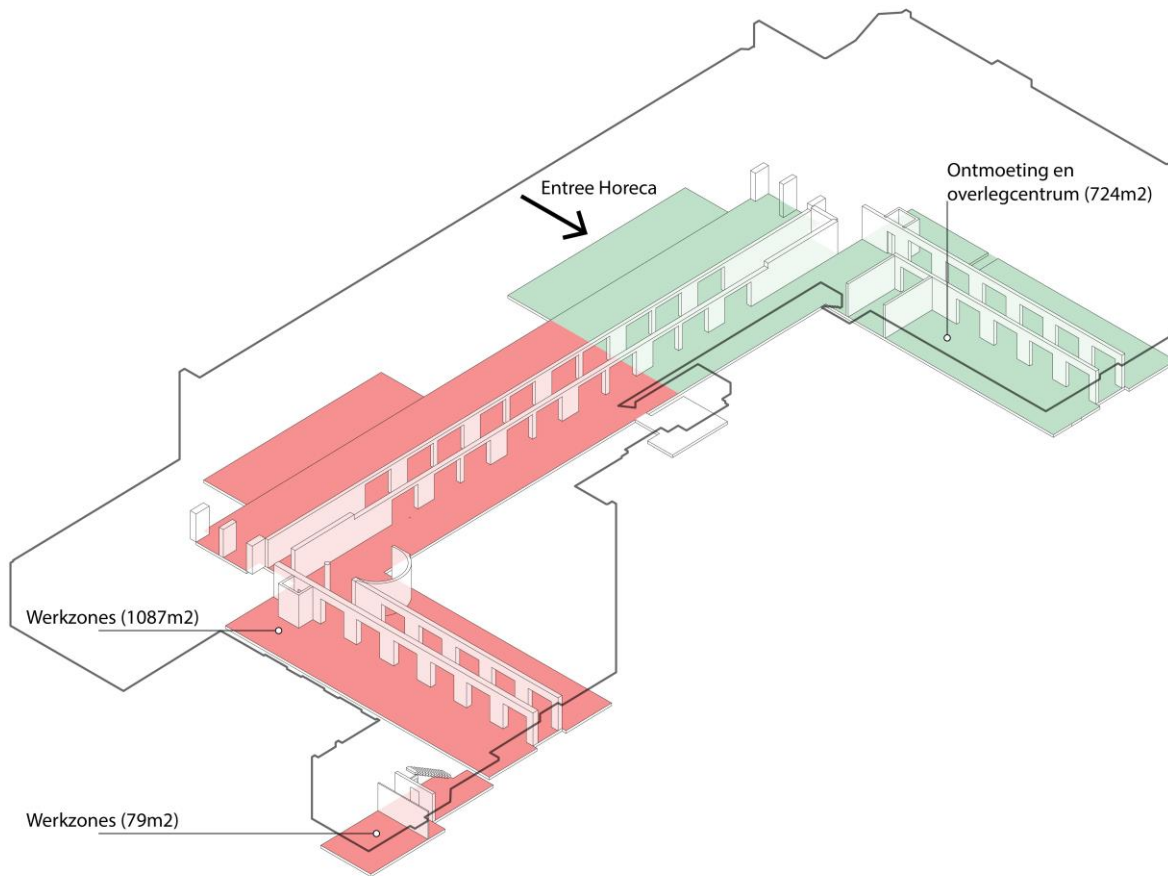 Entree Horeca
Ontmoeting en
overlegcentrum (724m2)
Werkzones (1087m2)
Werkzones (79m2)